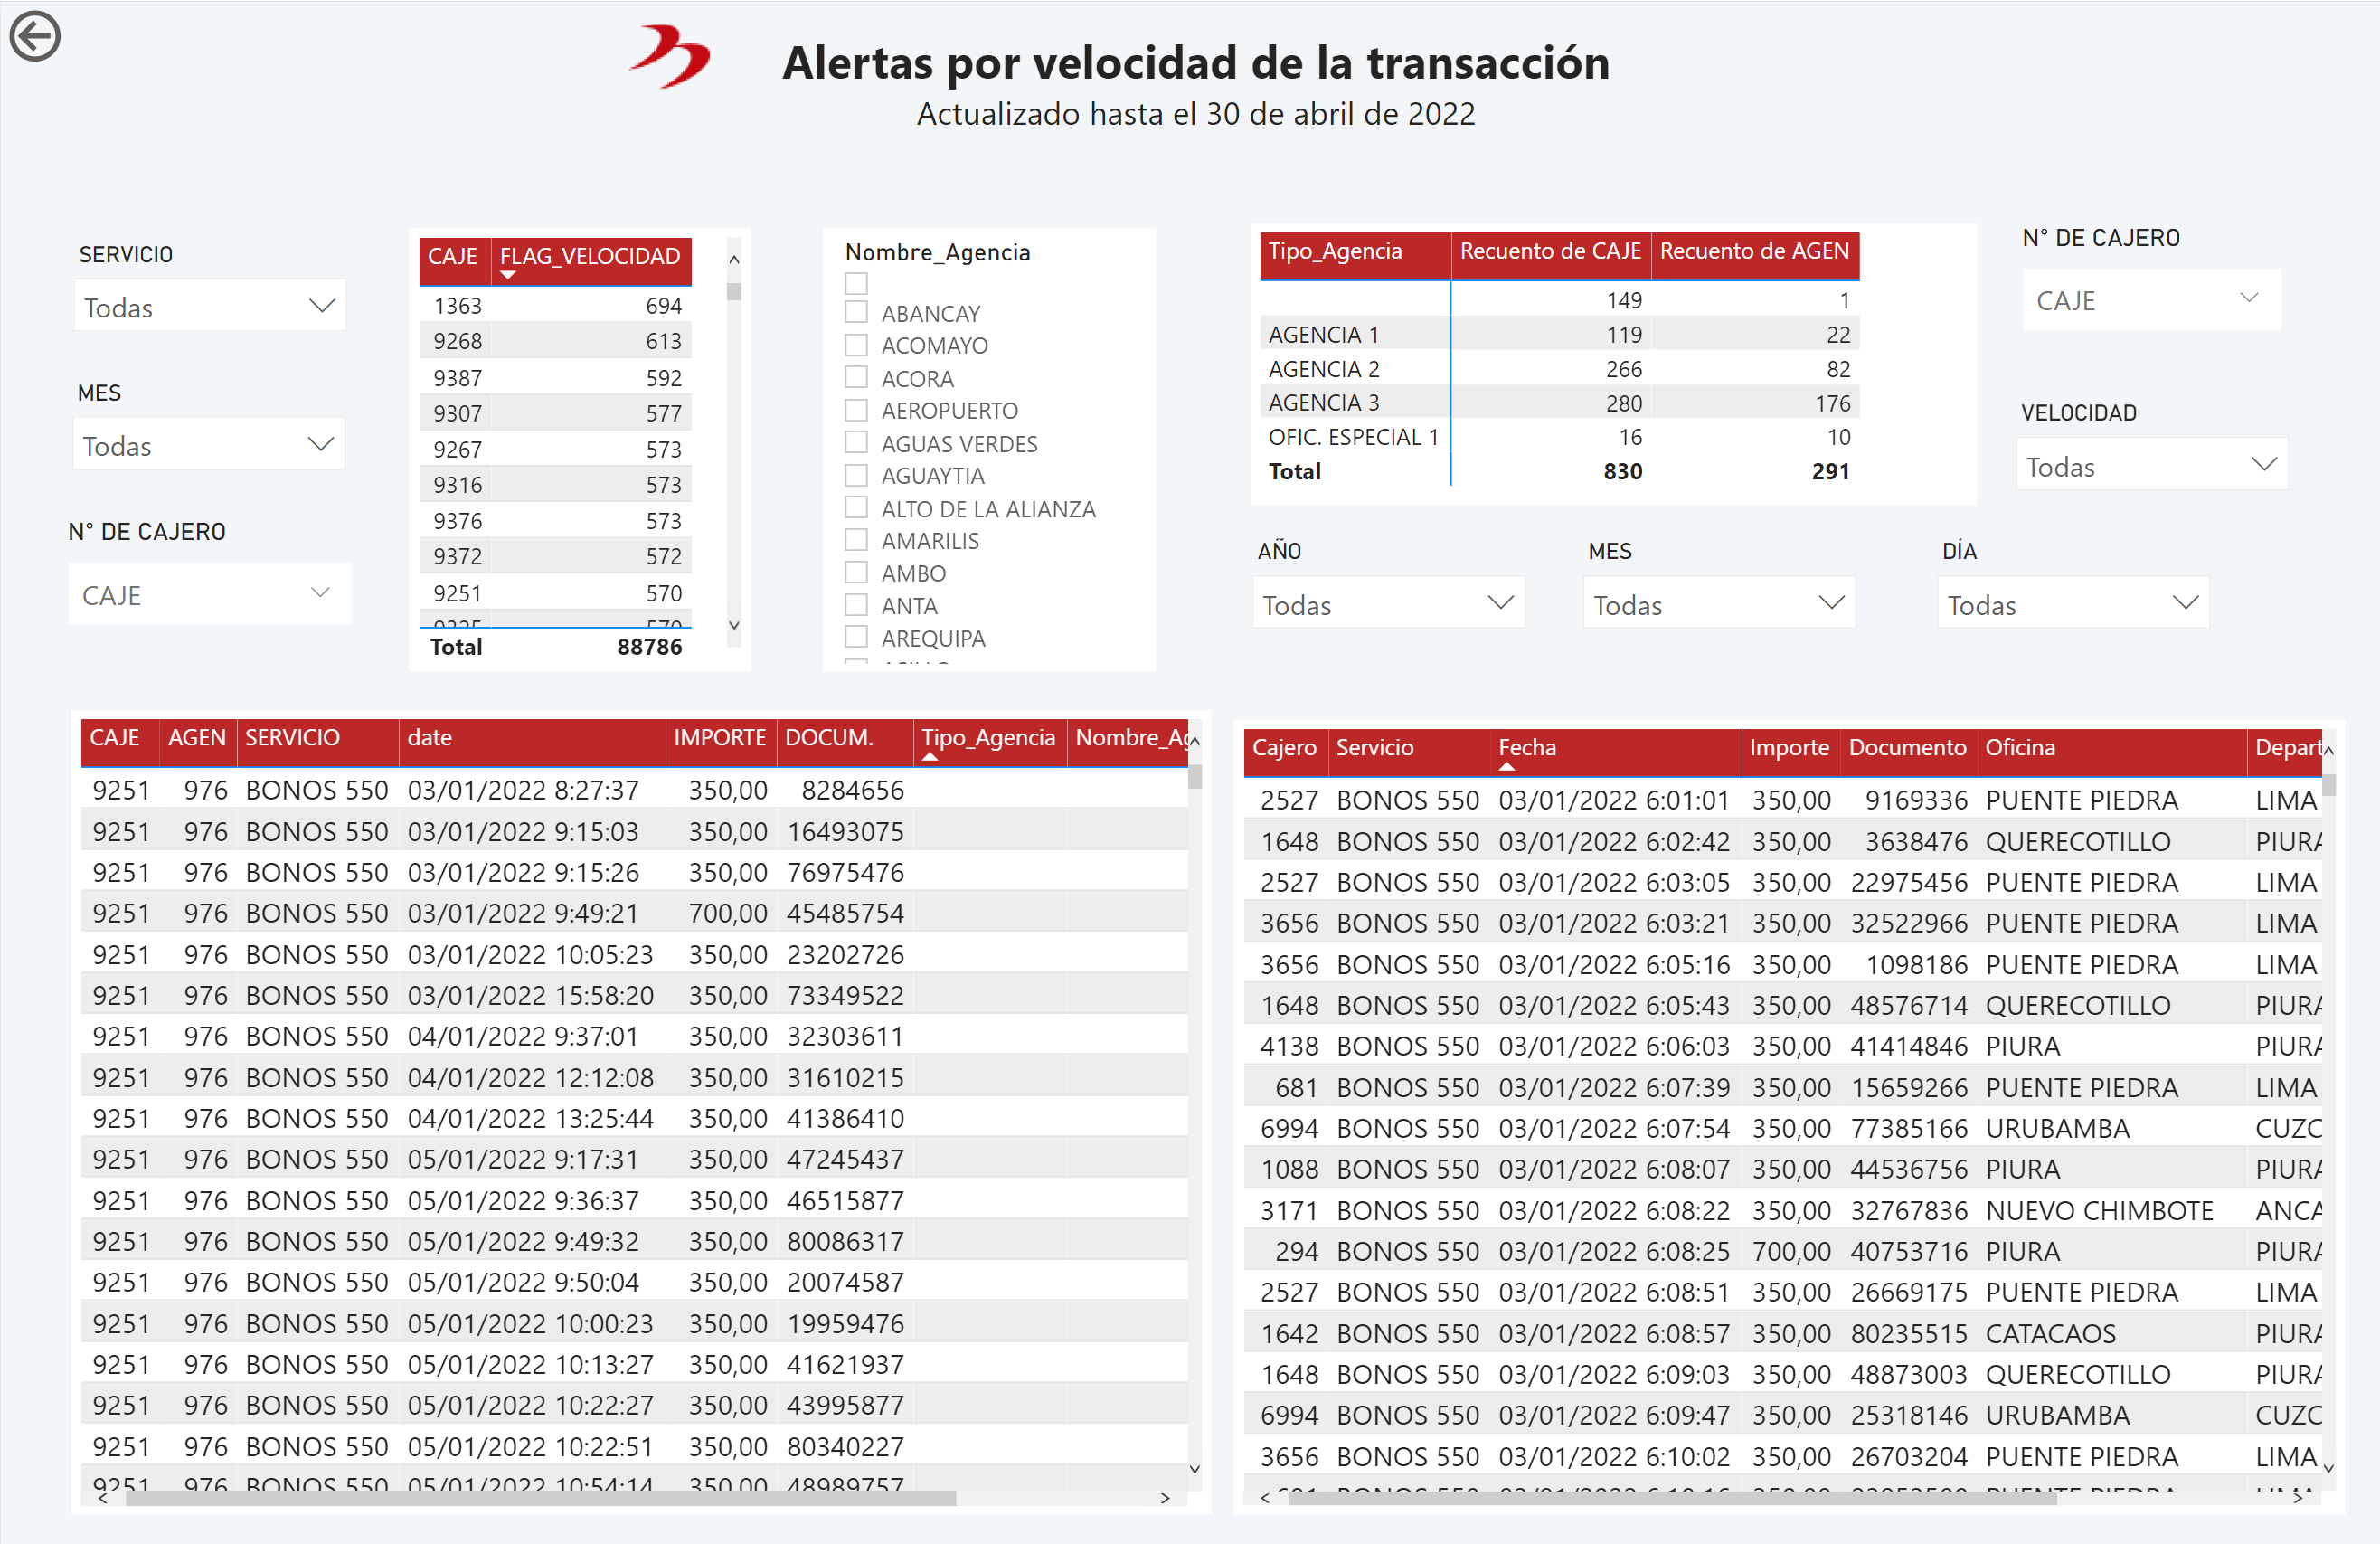 Alertas por velocidad de la transacción
Actualizado hasta el 30 de abril de 2022
SERVICIO
Todas
MES
Todas
N° DE CAJERO
CAJE
CAJE FLAG_VELOCIDAD
1363 694
9268 613
9387 592
9307 577
9267 573
9316 573
9376 573
9372 572
9251 570
Total 88786
Nombre_Agencia
ABANCAY
ACOMAYO
ACORA
AEROPUERTO
AGUAS VERDES
AGUAYTIA
ALTO DE LA ALIANZA
AMARILIS
AMBO
ANTA
AREQUIPA
Tipo_Agencia Recuento de CAJE Recuento de AGEN
149 1
AGENCIA 1 119 22
AGENCIA 2 266 82
AGENCIA 3 280 176
OFIC. ESPECIAL 1 16 10
Total 830 291
N° DE CAJERO
CAJE
VELOCIDAD
Todas
AÑO
Todas
MES
Todas
DÍA
Todas
CAJE AGEN SERVICIO date IMPORTE DOCUM. Tipo_Agencia Nombre_Ag
9251 976 BONOS 550 03/01/2022 8:27:37 350,00 8284656
9251 976 BONOS 550 03/01/2022 9:15:03 350,00 16493075
9251 976 BONOS 550 03/01/2022 9:15:26 350,00 76975476
9251 976 BONOS 550 03/01/2022 9:49:21 700,00 45485754
9251 976 BONOS 550 03/01/2022 10:05:23 350,00 23202726
9251 976 BONOS 550 03/01/2022 15:58:20 350,00 73349522
9251 976 BONOS 550 04/01/2022 9:37:01 350,00 32303611
9251 976 BONOS 550 04/01/2022 12:12:08 350,00 31610215
9251 976 BONOS 550 04/01/2022 13:25:44 350,00 41386410
9251 976 BONOS 550 05/01/2022 9:17:31 350,00 47245437
9251 976 BONOS 550 05/01/2022 9:36:37 350,00 46515877
9251 976 BONOS 550 05/01/2022 9:49:32 350,00 80086317
9251 976 BONOS 550 05/01/2022 9:50:04 350,00 20074587
9251 976 BONOS 550 05/01/2022 10:00:23 350,00 19959476
9251 976 BONOS 550 05/01/2022 10:13:27 350,00 41621937
9251 976 BONOS 550 05/01/2022 10:22:27 350,00 43995877
9251 976 BONOS 550 05/01/2022 10:22:51 350,00 80340227
9251 976 BONOS 550 05/01/2022 10:54:14 350,00 48989757
Cajero Servicio Fecha Importe Documento Oficina Depart
2527 BONOS 550 03/01/2022 6:01:01 350,00 9169336 PUENTE PIEDRA LIMA
1648 BONOS 550 03/01/2022 6:02:42 350,00 3638476 QUERECOTILLO PIURA
2527 BONOS 550 03/01/2022 6:03:05 350,00 22975456 PUENTE PIEDRA LIMA
3656 BONOS 550 03/01/2022 6:03:21 350,00 32522966 PUENTE PIEDRA LIMA
3656 BONOS 550 03/01/2022 6:05:16 350,00 1098186 PUENTE PIEDRA LIMA
1648 BONOS 550 03/01/2022 6:05:43 350,00 48576714 QUERECOTILLO PIURA
4138 BONOS 550 03/01/2022 6:06:03 350,00 41414846 PIURA PIURA
681 BONOS 550 03/01/2022 6:07:39 350,00 15659266 PUENTE PIEDRA LIMA
6994 BONOS 550 03/01/2022 6:07:54 350,00 77385166 URUBAMBA CUZC
1088 BONOS 550 03/01/2022 6:08:07 350,00 44536756 PIURA PIURA
3171 BONOS 550 03/01/2022 6:08:22 350,00 32767836 NUEVO CHIMBOTE ANCA
294 BONOS 550 03/01/2022 6:08:25 700,00 40753716 PIURA PIURA
2527 BONOS 550 03/01/2022 6:08:51 350,00 26669175 PUENTE PIEDRA LIMA
1642 BONOS 550 03/01/2022 6:08:57 350,00 80235515 CATACAOS PIURA
1648 BONOS 550 03/01/2022 6:09:03 350,00 48873003 QUERECOTILLO PIURA
6994 BONOS 550 03/01/2022 6:09:47 350,00 25318146 URUBAMBA CUZC
3656 BONOS 550 03/01/2022 6:10:02 350,00 26703204 PUENTE PIEDRA LIMA